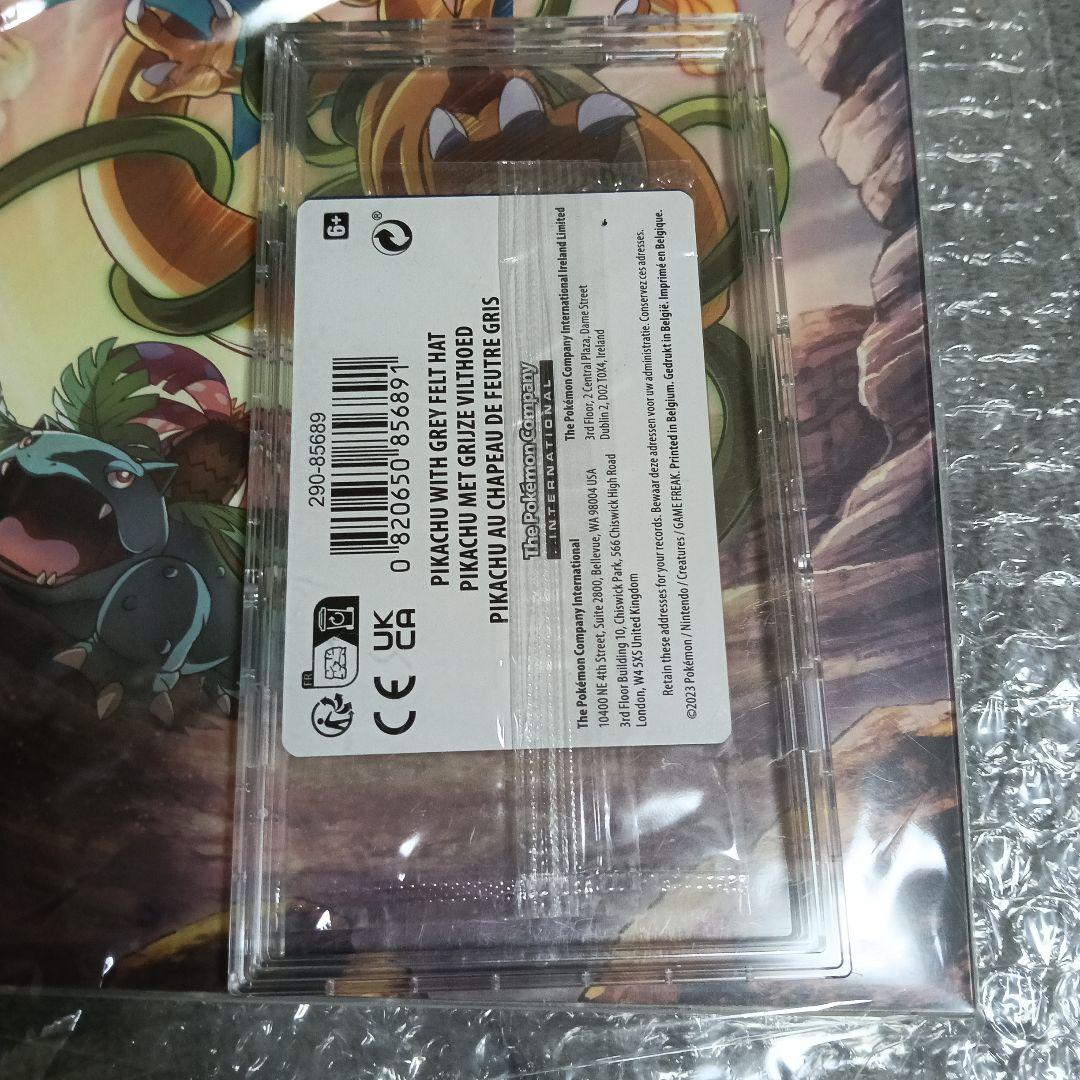 6+
®
290-85689
0 820650 856891
FR
CE
UK
CA
PIKACHU WITH GREY FELT HAT
PIKACHU MET GRIJZE VILTHOED
PIKACHU AU CHAPEAU DE FEUTRE GRIS
The Pokémon Company
INTERNATIONAL
The Pokémon Company International
10400 NE 4th Street, Suite 2800, Bellevue, WA 98004 USA
3rd Floor Building 10, Chiswick Park, 566 Chiswick High Road
London, W4 5XS United Kingdom
The Pokémon Company International Ireland Limited
3rd Floor, 2 Central Plaza, Dame Street
Dublin 2, D02 T0X4, Ireland
Retain these addresses for your records. Bewaar deze adressen voor uw administratie. Conservez ces adresses.
©2023 Pokémon / Nintendo / Creatures / GAME FREAK. Printed in Belgium. Gedrukt in België. Imprimé en Belgique.